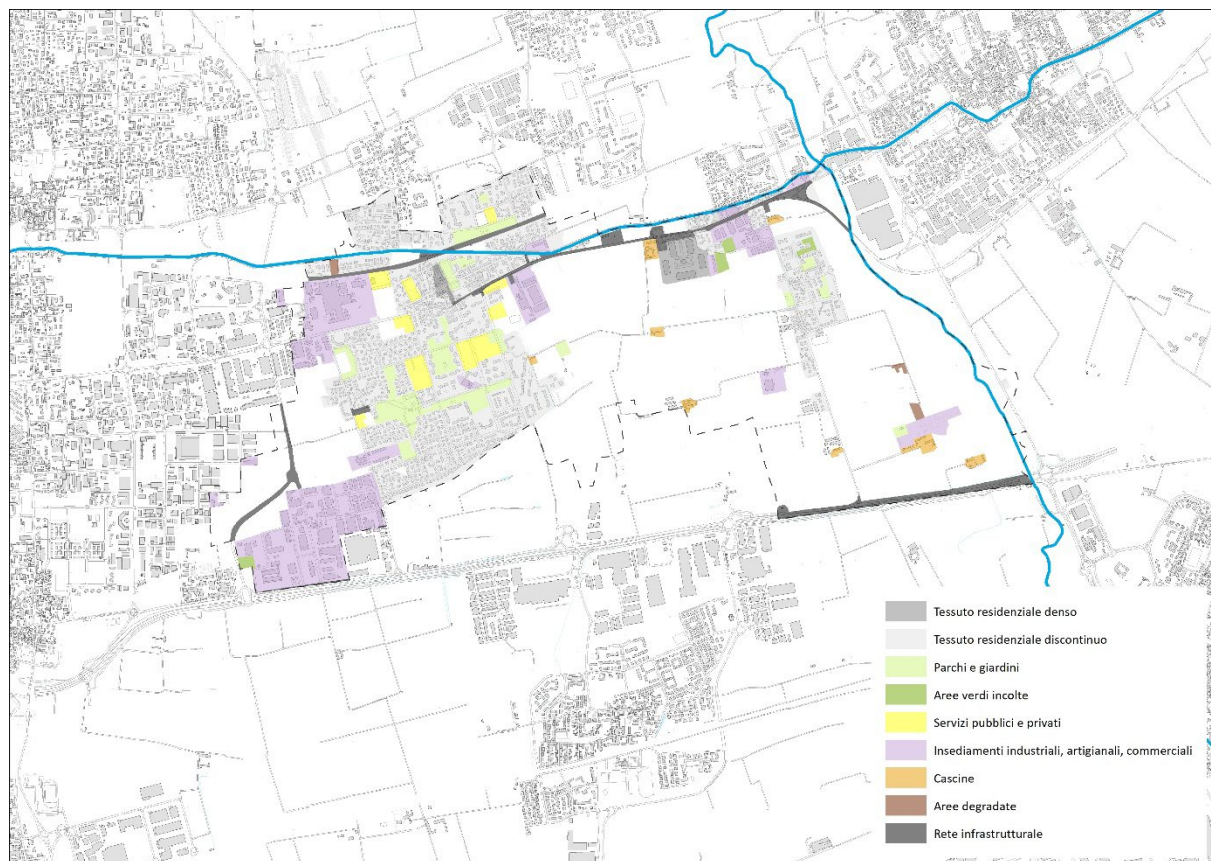 Tessuto residenziale denso
Tessuto residenziale discontinuo
Parchi e giardini
Aree verdi incolte
Servizi pubblici e privati
Insediamenti industriali, artigianali, commerciali
Cascine
Aree degradate
Rete infrastrutturale